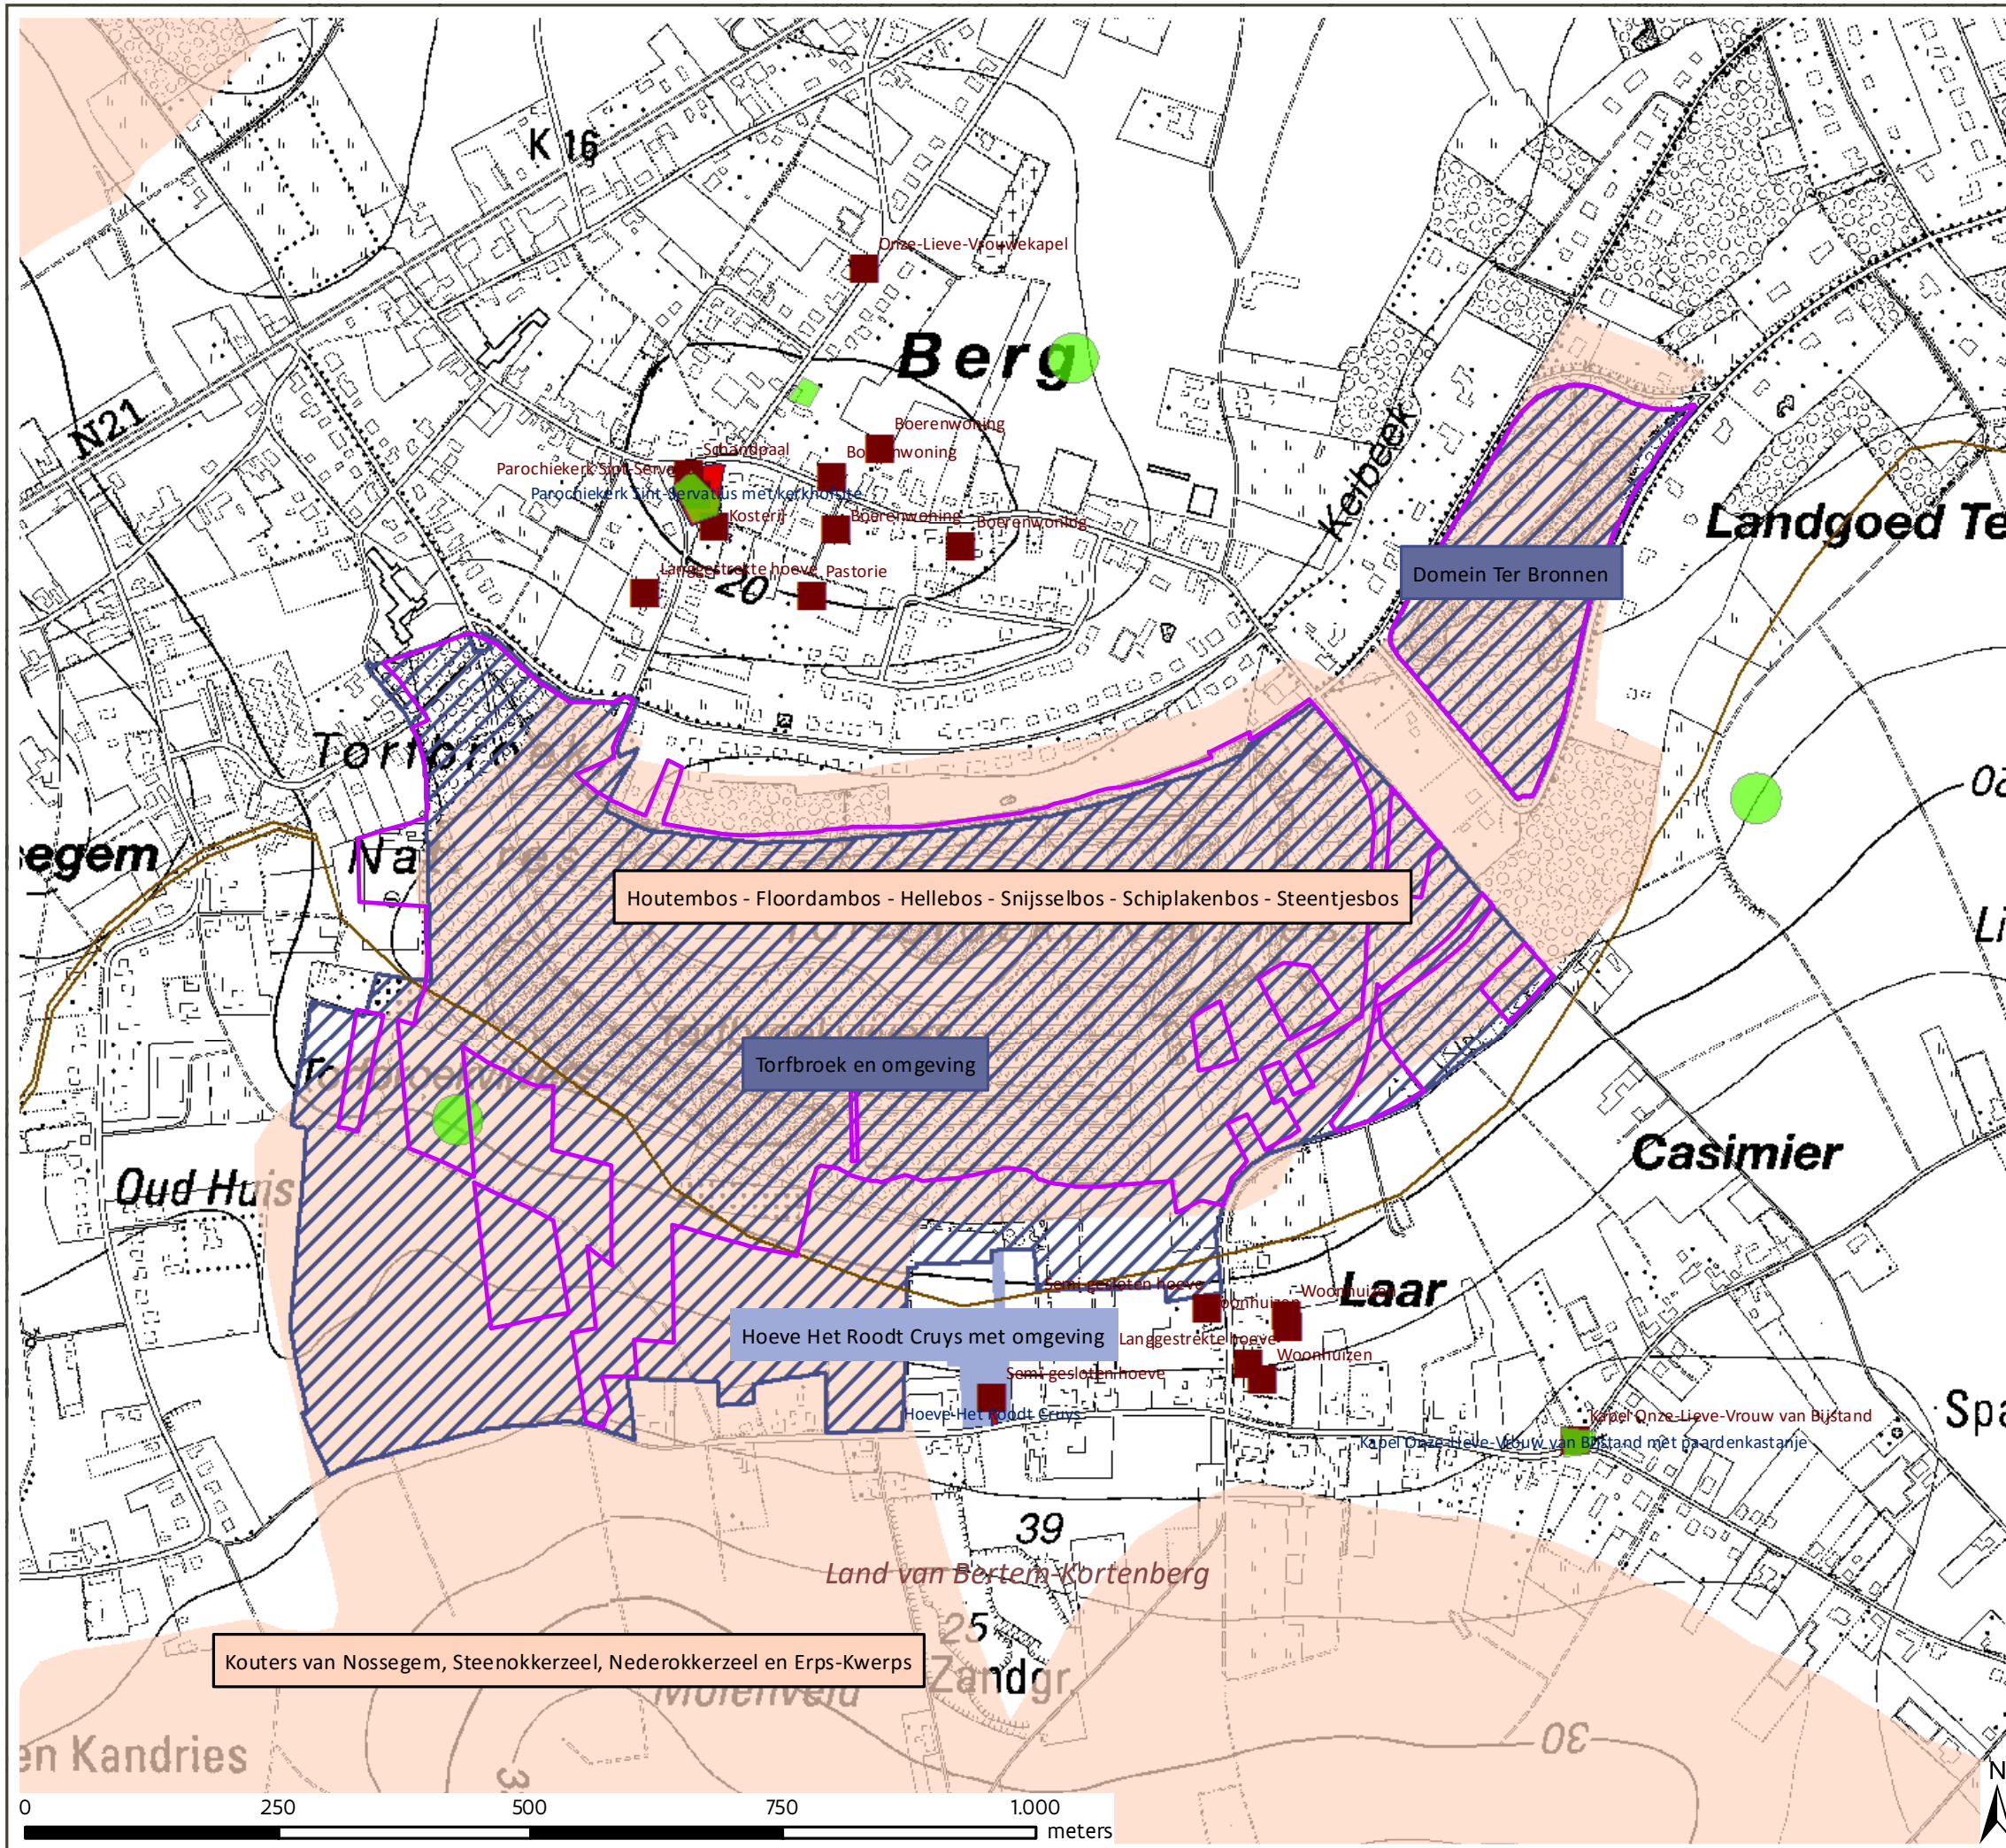 K 16
Onze-Lieve-Vrouwekapel
Berg
N21
Boerenwoning
Schandpaal
Parochiekerk Sint-Serva
Parochiekerk Sint-Servatius met kerkhofsite
Kosterij
Boerenwoning
Boerenwoning
Langgestrekte hoeve
Pastorie
20
Kelbeek
Landgoed Te
Domein Ter Bronnen
egem
Houtembos - Floordambos - Hellebos - Snijsselbos - Schiplakenbos - Steentjesbos
Li
Torfbroek en omgeving
Oud Huis
Casimier
Semi-gesloten hoeve
Woonhuizen
Laar
Hoeve Het Roodt Cruys met omgeving
Langgestrekte hoeve
Woonhuizen
Semi-gesloten hoeve
Hoeve Het Roodt Cruys
Kapel Onze-Lieve-Vrouw van Bijstand
Kapel Onze-Lieve-Vrouw van Bijstand met paardenkastanje
Spa
39
Land van Bertem-Kortenberg
25
Kouters van Nossegem, Steenokkerzeel, Nederokkerzeel en Erps-Kwerps
Zandgr.
Molenveld
en Kandries
30
N
0 250 500 750 1.000
meters